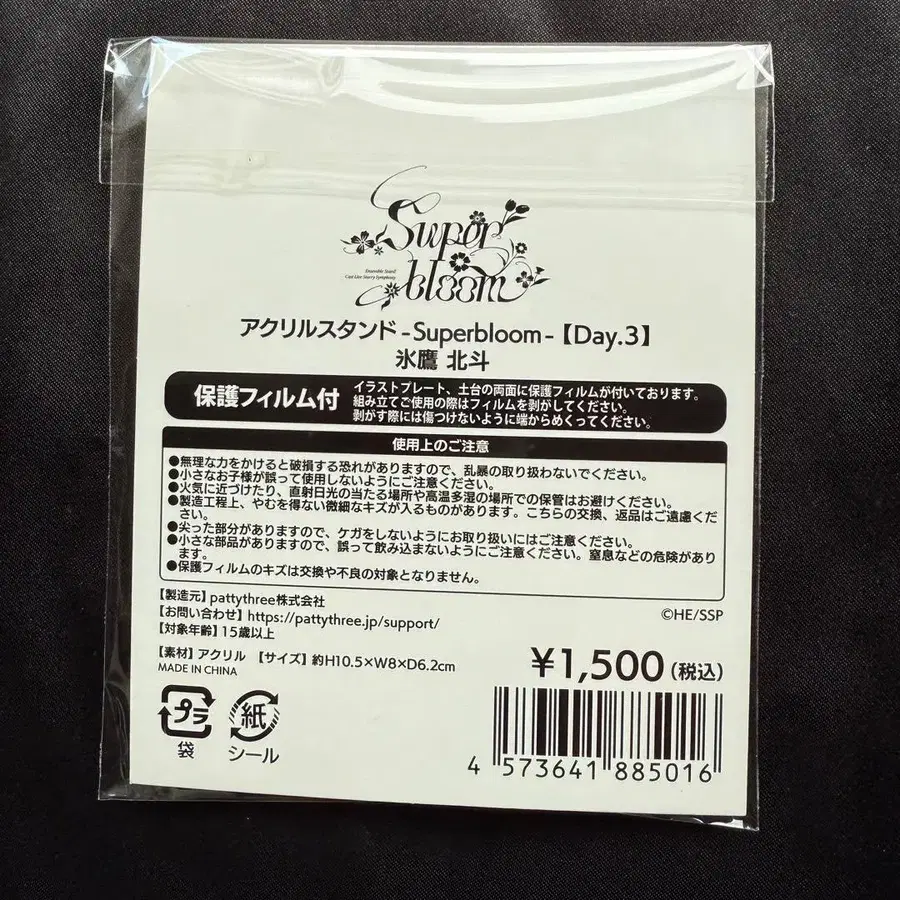 Super
bloom
Ensemble Stars!!
Cast Live Starry Symphony
アクリルスタンド -Superbloom-【Day.3】
氷鷹 北斗
保護フィルム付
イラストプレート、土台の両面に保護フィルムが付いております。
組み立てご使用の際はフィルムを剥がしてください。
剥がす際には傷つけないように端からめくってください。
使用上のご注意
●無理な力をかけると破損する恐れがありますので、乱暴の取り扱わないでください。
●小さなお子様が誤って使用しないようにご注意ください。
●火気に近づけたり、直射日光の当たる場所や高温多湿の場所での保管はお避けください。
●製造工程上、やむを得ない微細なキズが入るものがあります。こちらの交換、返品はご遠慮くだ
さい。
●尖った部分がありますので、ケガをしないようにお取り扱いにはご注意ください。
●小さな部品がありますので、誤って飲み込まないようにご注意ください。窒息などの危険があり
ます。
●保護フィルムのキズは交換や不良の対象となりません。
【製造元】pattythree株式会社
【お問い合わせ】https://pattythree.jp/support/
【対象年齢】15歳以上
©HE/SSP
【素材】アクリル 【サイズ】約H10.5×W8×D6.2cm
MADE IN CHINA
¥1,500(税込)
プラ
袋
紙
シール
4 573641 885016